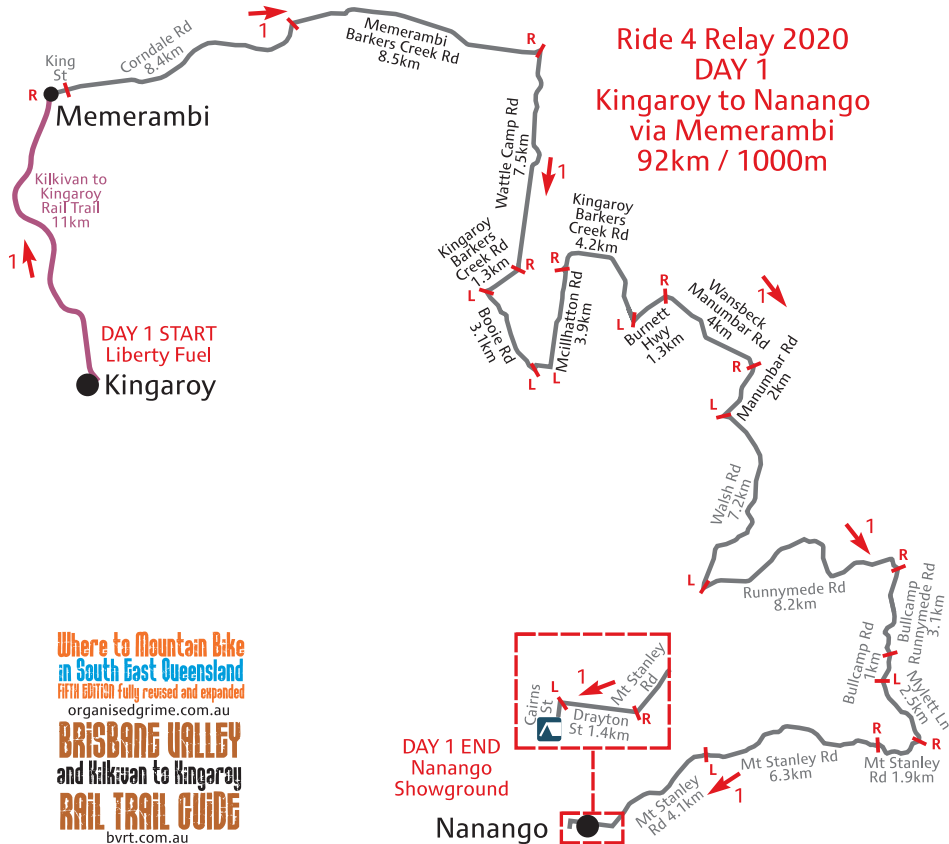 Ride 4 Relay 2020
DAY 1
Kingaroy to Nanango
via Memerambi
92km / 1000m
DAY 1 START
Liberty Fuel
Kingaroy
1
Kilkivan to
Kingaroy
Rail Trail
11km
R
Memerambi
King
St
Corndale Rd
8.4km
1
L
Memerambi
Barkers Creek Rd
8.5km
R
Wattle Camp Rd
7.5km
1
R
Kingaroy
Barkers
Creek Rd
1.3km
L
Booie Rd
3.1km
L
L
Mcillhatton Rd
3.9km
R
Kingaroy
Barkers
Creek Rd
4.2km
L
Burnett
Hwy
1.3km
R
Wansbeck
Manumbar Rd
4km
1
R
Manumbar Rd
2km
L
Walsh Rd
7.2km
L
Runnymede Rd
8.2km
1
R
Bullcamp
Runnymede Rd
3.1km
Bullcamp Rd
1km
L
Mylett Ln
2.5km
R
Mt Stanley
Rd 1.9km
R
Mt Stanley Rd
6.3km
L
1
Mt Stanley
Rd 4.1km
Mt Stanley
Rd
R
1
Drayton
St 1.4km
L
Cairns
St
DAY 1 END
Nanango
Showground
Nanango
Where to Mountain Bike
in South East Queensland
FIFTH EDITION fully revised and expanded
organisedgrime.com.au
BRISBANE VALLEY
and Kilkivan to Kingaroy
RAIL TRAIL GUIDE
bvrt.com.au